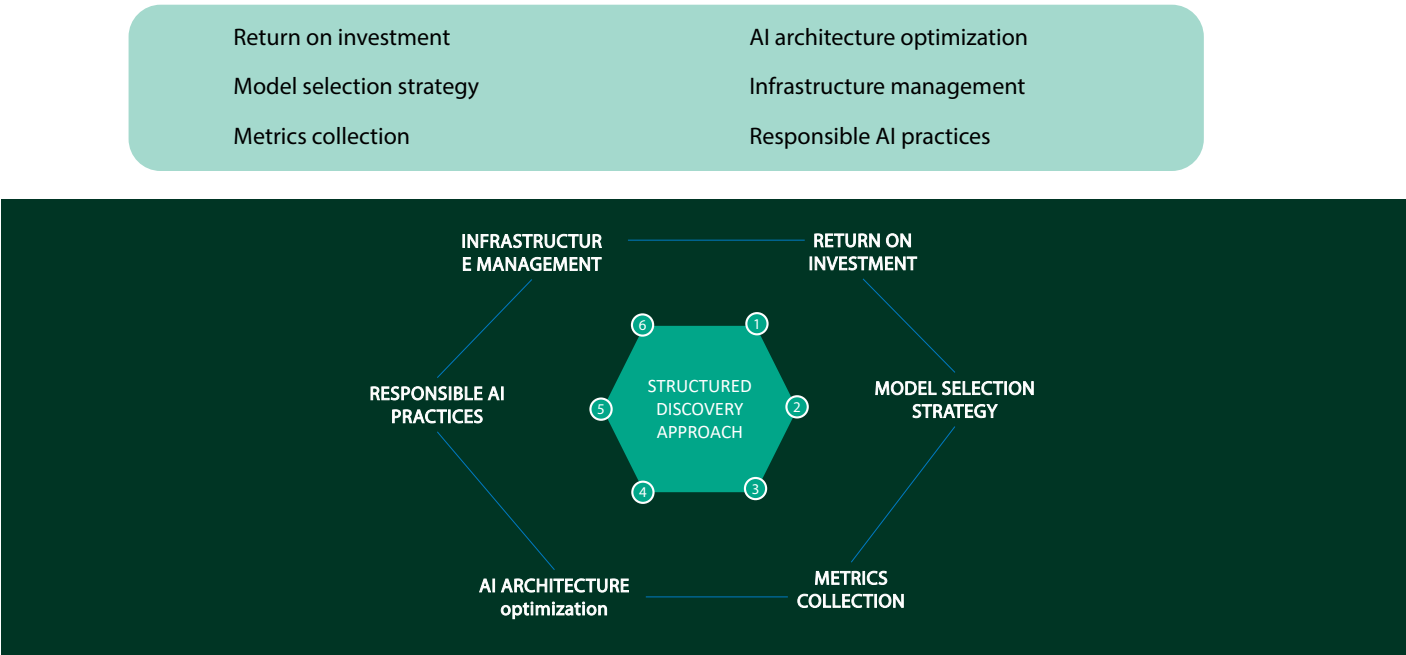 Return on investment
Model selection strategy
Metrics collection
AI architecture optimization
Infrastructure management
Responsible AI practices
INFRASTRUCTUR
E MANAGEMENT
RETURN ON
INVESTMENT
6
1
RESPONSIBLE AI
PRACTICES
5
STRUCTURED
DISCOVERY
APPROACH
2
MODEL SELECTION
STRATEGY
4
3
AI ARCHITECTURE
optimization
METRICS
COLLECTION